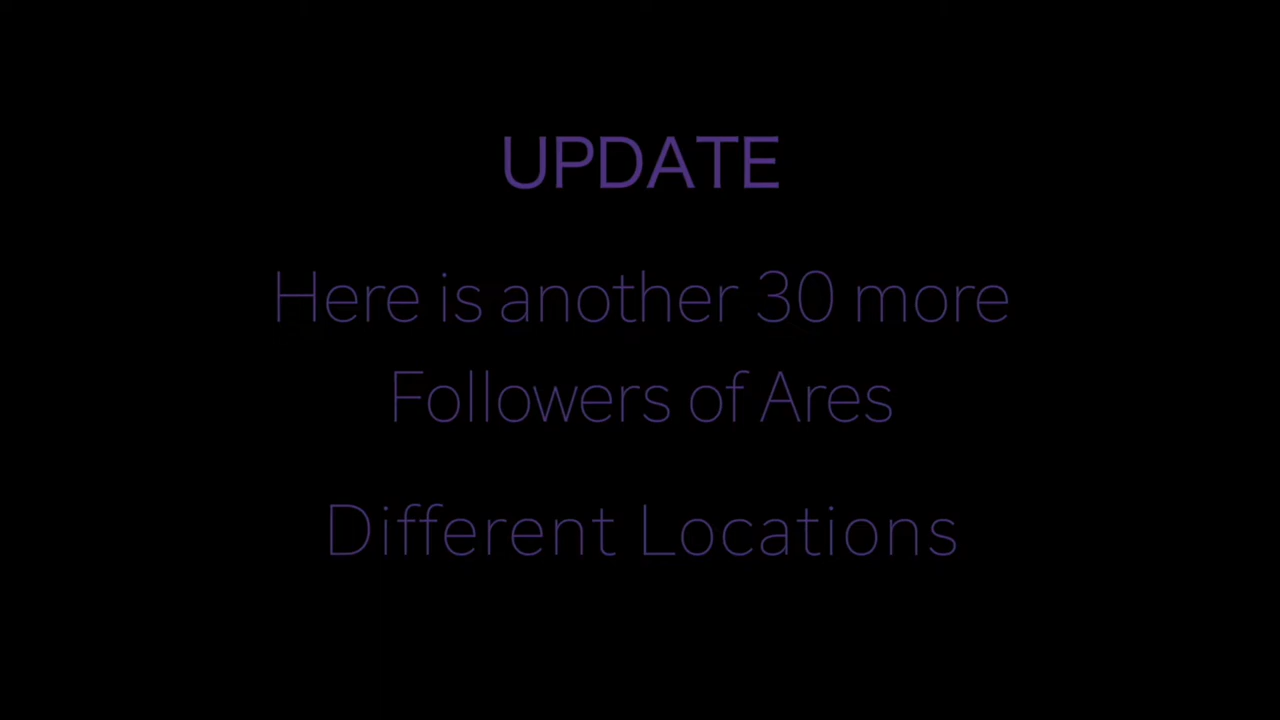 UPDATE
Here is another 30 more
Followers of Ares
Different Locations